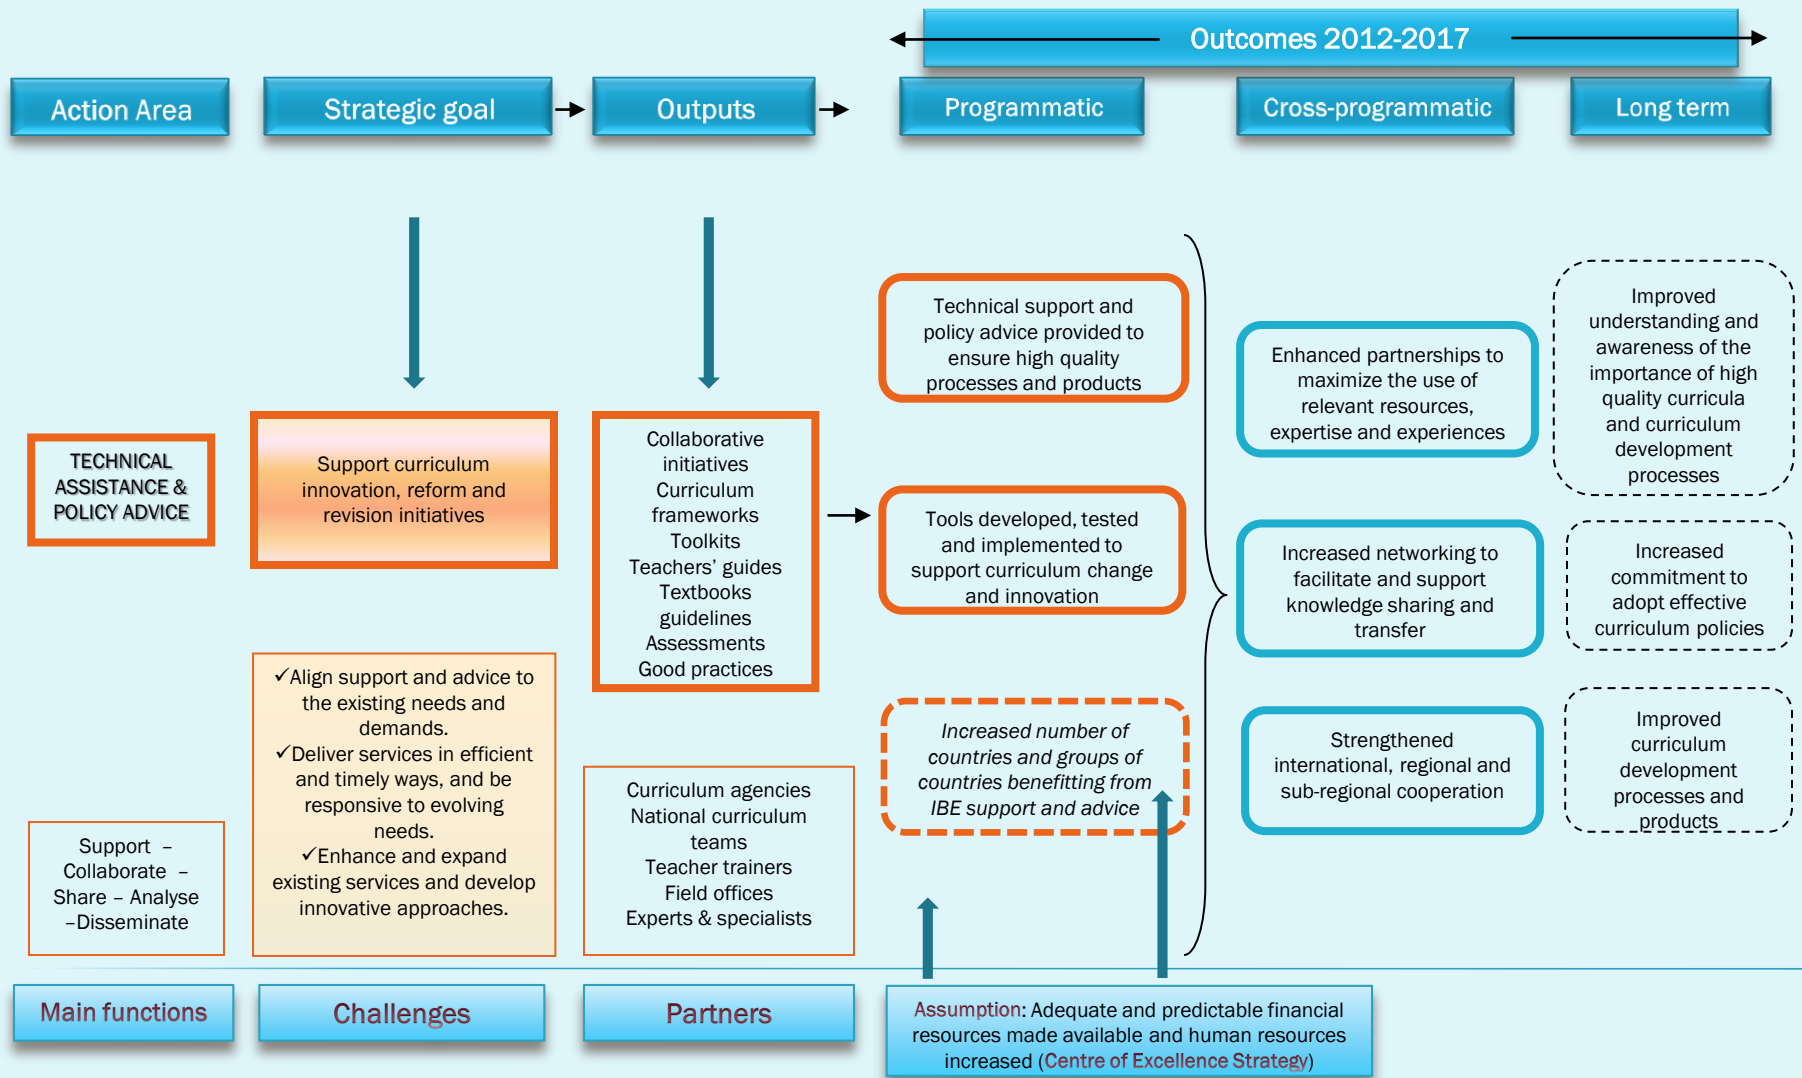 Outcomes 2012-2017
Action Area
Strategic goal
Outputs
Programmatic
Cross-programmatic
Long term
TECHNICAL
ASSISTANCE &
POLICY ADVICE
Support curriculum
innovation, reform and
revision initiatives
Collaborative
initiatives
Curriculum
frameworks
Toolkits
Teachers’ guides
Textbooks
guidelines
Assessments
Good practices
Technical support and
policy advice provided to
ensure high quality
processes and products
Tools developed, tested
and implemented to
support curriculum change
and innovation
Increased number of
countries and groups of
countries benefitting from
IBE support and advice
Enhanced partnerships to
maximize the use of
relevant resources,
expertise and experiences
Increased networking to
facilitate and support
knowledge sharing and
transfer
Strengthened
international, regional and
sub-regional cooperation
Improved
understanding and
awareness of the
importance of high
quality curricula
and curriculum
development
processes
Increased
commitment to
adopt effective
curriculum policies
Improved
curriculum
development
processes and
products
Support –
Collaborate –
Share – Analyse
–Disseminate
✓Align support and advice to
the existing needs and
demands.
✓Deliver services in efficient
and timely ways, and be
responsive to evolving
needs.
✓Enhance and expand
existing services and develop
innovative approaches.
Curriculum agencies
National curriculum
teams
Teacher trainers
Field offices
Experts & specialists
Main functions
Challenges
Partners
Assumption: Adequate and predictable financial
resources made available and human resources
increased (Centre of Excellence Strategy)